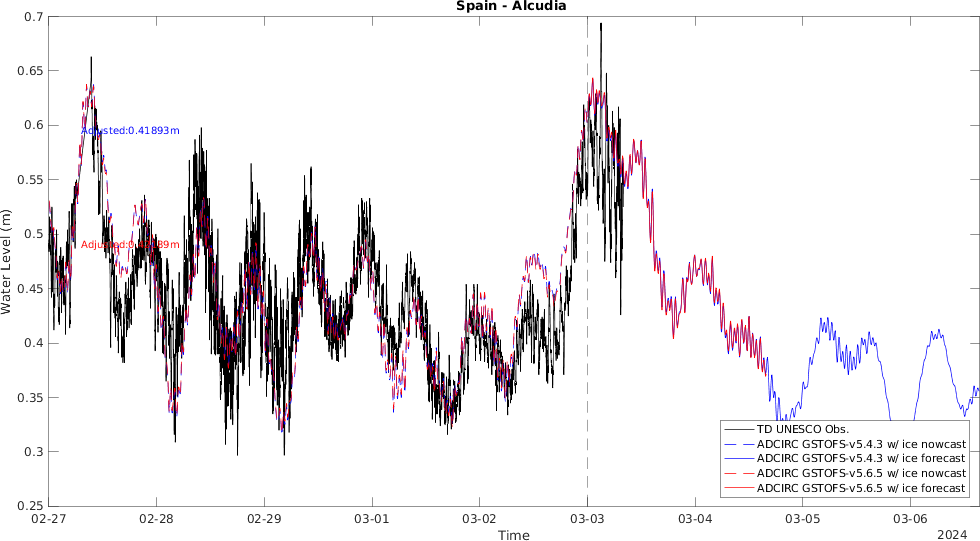 Spain - Alcudia
0.7
0.65
0.6
0.55
0.5
0.45
0.4
0.35
0.3
0.25
Water Level (m)
Adjusted:0.41893m
02-27
02-28
02-29
03-01
03-02
03-03
03-04
03-05
03-06
Time
2024
TD UNESCO Obs.
ADCIRC GSTOFS-v5.4.3 w/ ice nowcast
ADCIRC GSTOFS-v5.4.3 w/ ice forecast
ADCIRC GSTOFS-v5.6.5 w/ ice nowcast
ADCIRC GSTOFS-v5.6.5 w/ ice forecast